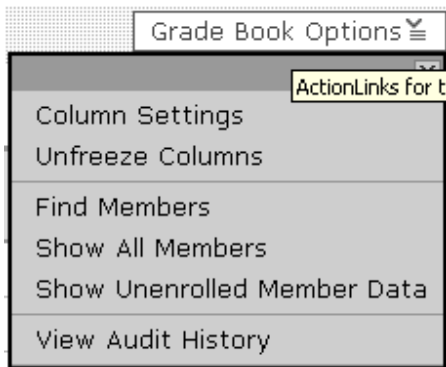 Grade Book Options
ActionLinks for t
Column Settings
Unfreeze Columns
Find Members
Show All Members
Show Unenrolled Member Data
View Audit History